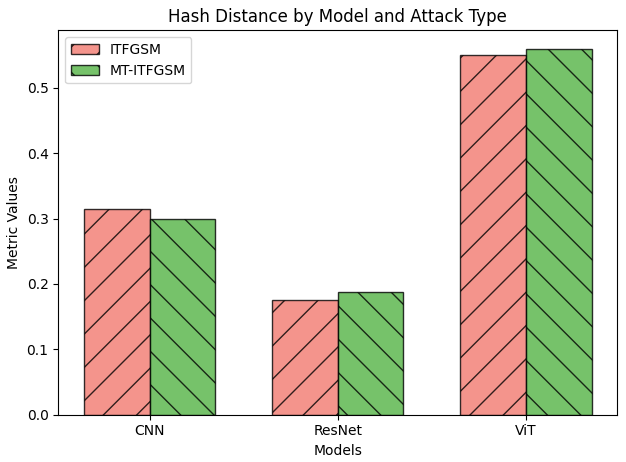 Hash Distance by Model and Attack Type
ITFGSM
MT-ITFGSM
Metric Values
0.5
0.4
0.3
0.2
0.1
0.0
CNN
ResNet
ViT
Models